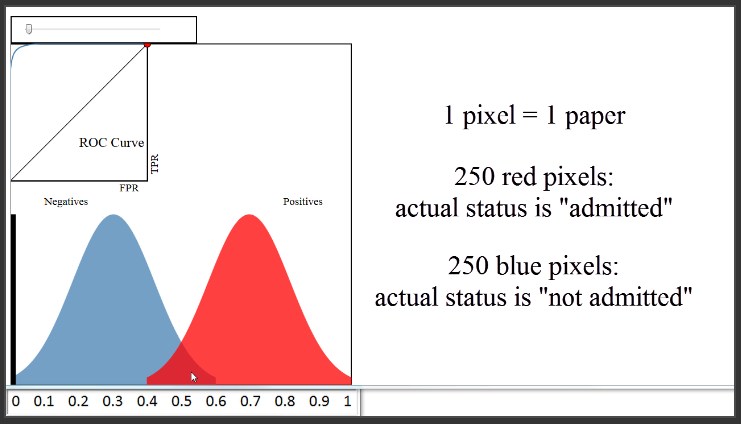 ROC Curve
TPR
FPR
Negatives
Positives
0 0.1 0.2 0.3 0.4 0.5 0.6 0.7 0.8 0.9 1
1 pixel = 1 paper
250 red pixels:
actual status is "admitted"
250 blue pixels:
actual status is "not admitted"